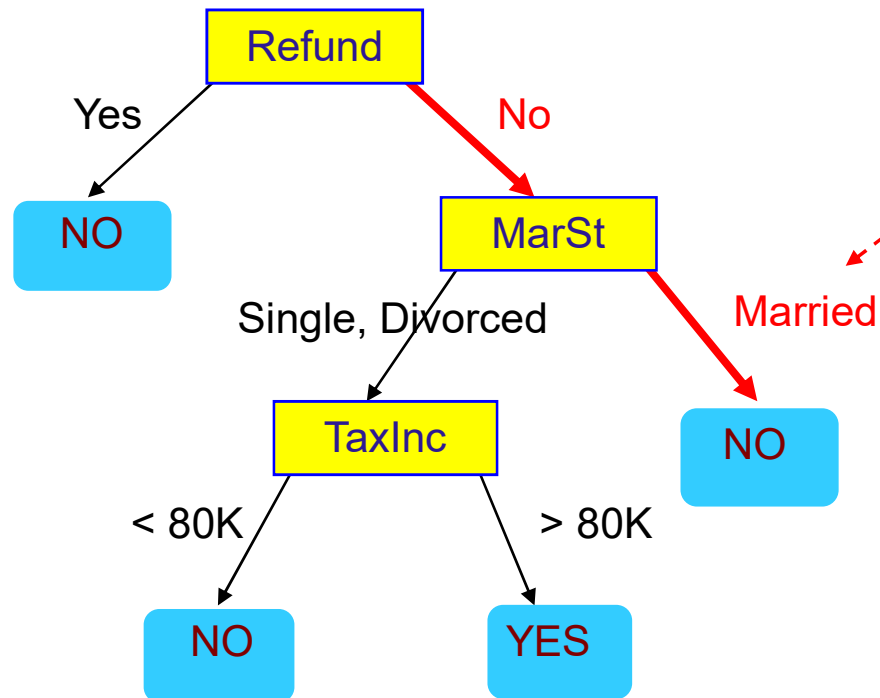 Refund
Yes
No
NO
MarSt
Single, Divorced
Married
TaxInc
NO
< 80K
> 80K
NO
YES